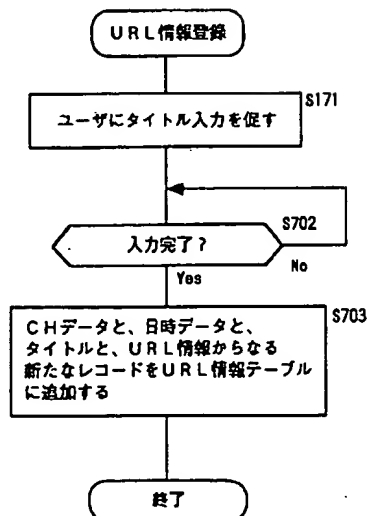 URL情報登録
S171
ユーザにタイトル入力を促す
S702
入力完了?
Yes
No
S703
CHデータと、日時データと、
タイトルと、URL情報からなる
新たなレコードをURL情報テーブル
に追加する
終了